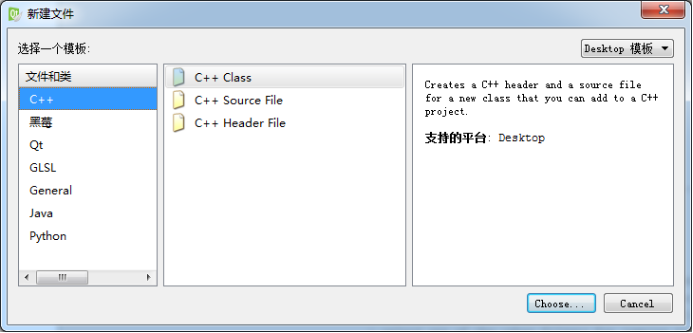 新建文件
选择一个模板:
Desktop 模板
文件和类
C++
黑莓
Qt
GLSL
General
Java
Python
C++ Class
C++ Source File
C++ Header File
Creates a C++ header and a source file
for a new class that you can add to a C++
project.
支持的平台: Desktop
Choose...
Cancel